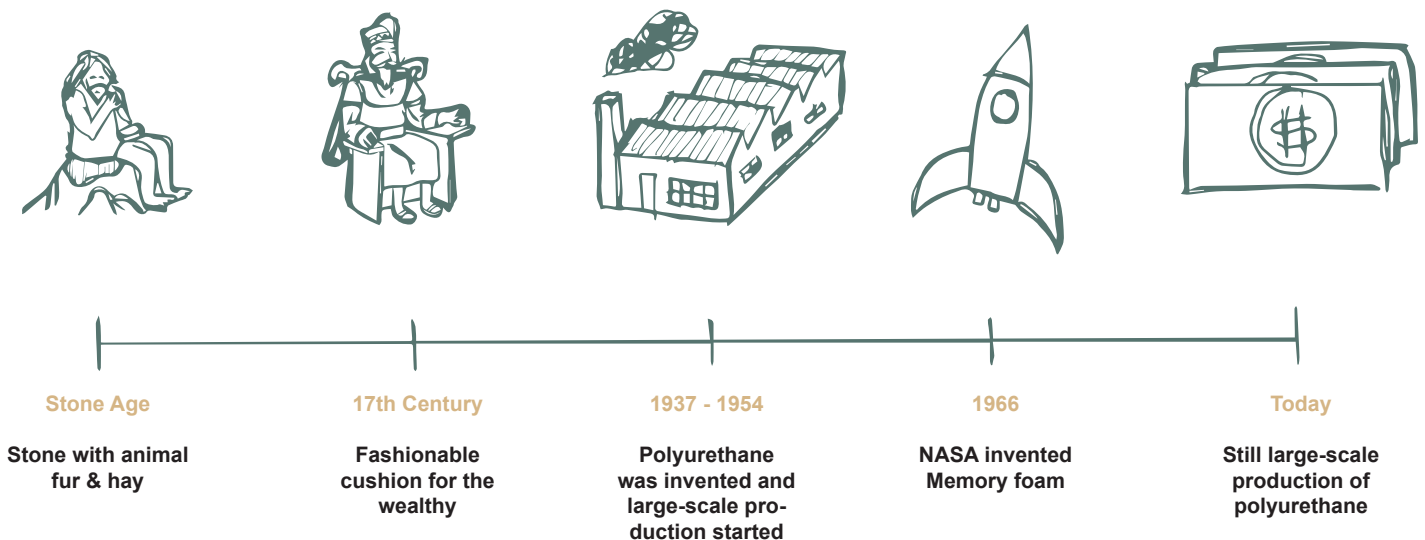 Stone Age
Stone with animal
fur & hay
17th Century
Fashionable
cushion for the
wealthy
1937 - 1954
Polyurethane
was invented and
large-scale pro-
duction started
1966
NASA invented
Memory foam
Today
Still large-scale
production of
polyurethane
$